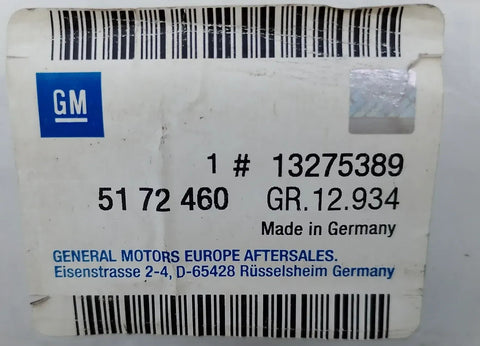 GM
1 # 13275389
51 72 460 GR.12.934
Made in Germany
GENERAL MOTORS EUROPE AFTERSALES.
Eisenstrasse 2-4, D-65428 Rüsselsheim Germany